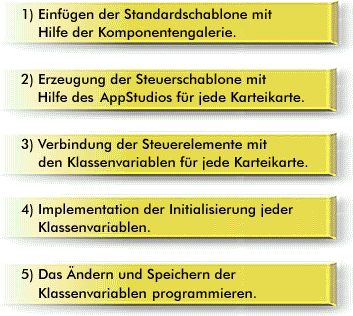 1) Einfügen der Standardschablone mit
Hilfe der Komponentengalerie.
2) Erzeugung der Steuerschablone mit
Hilfe des AppStudios für jede Karteikarte.
3) Verbindung der Steuerelemente mit
den Klassenvariablen für jede Karteikarte.
4) Implementation der Initialisierung jeder
Klassenvariablen.
5) Das Ändern und Speichern der
Klassenvariablen programmieren.